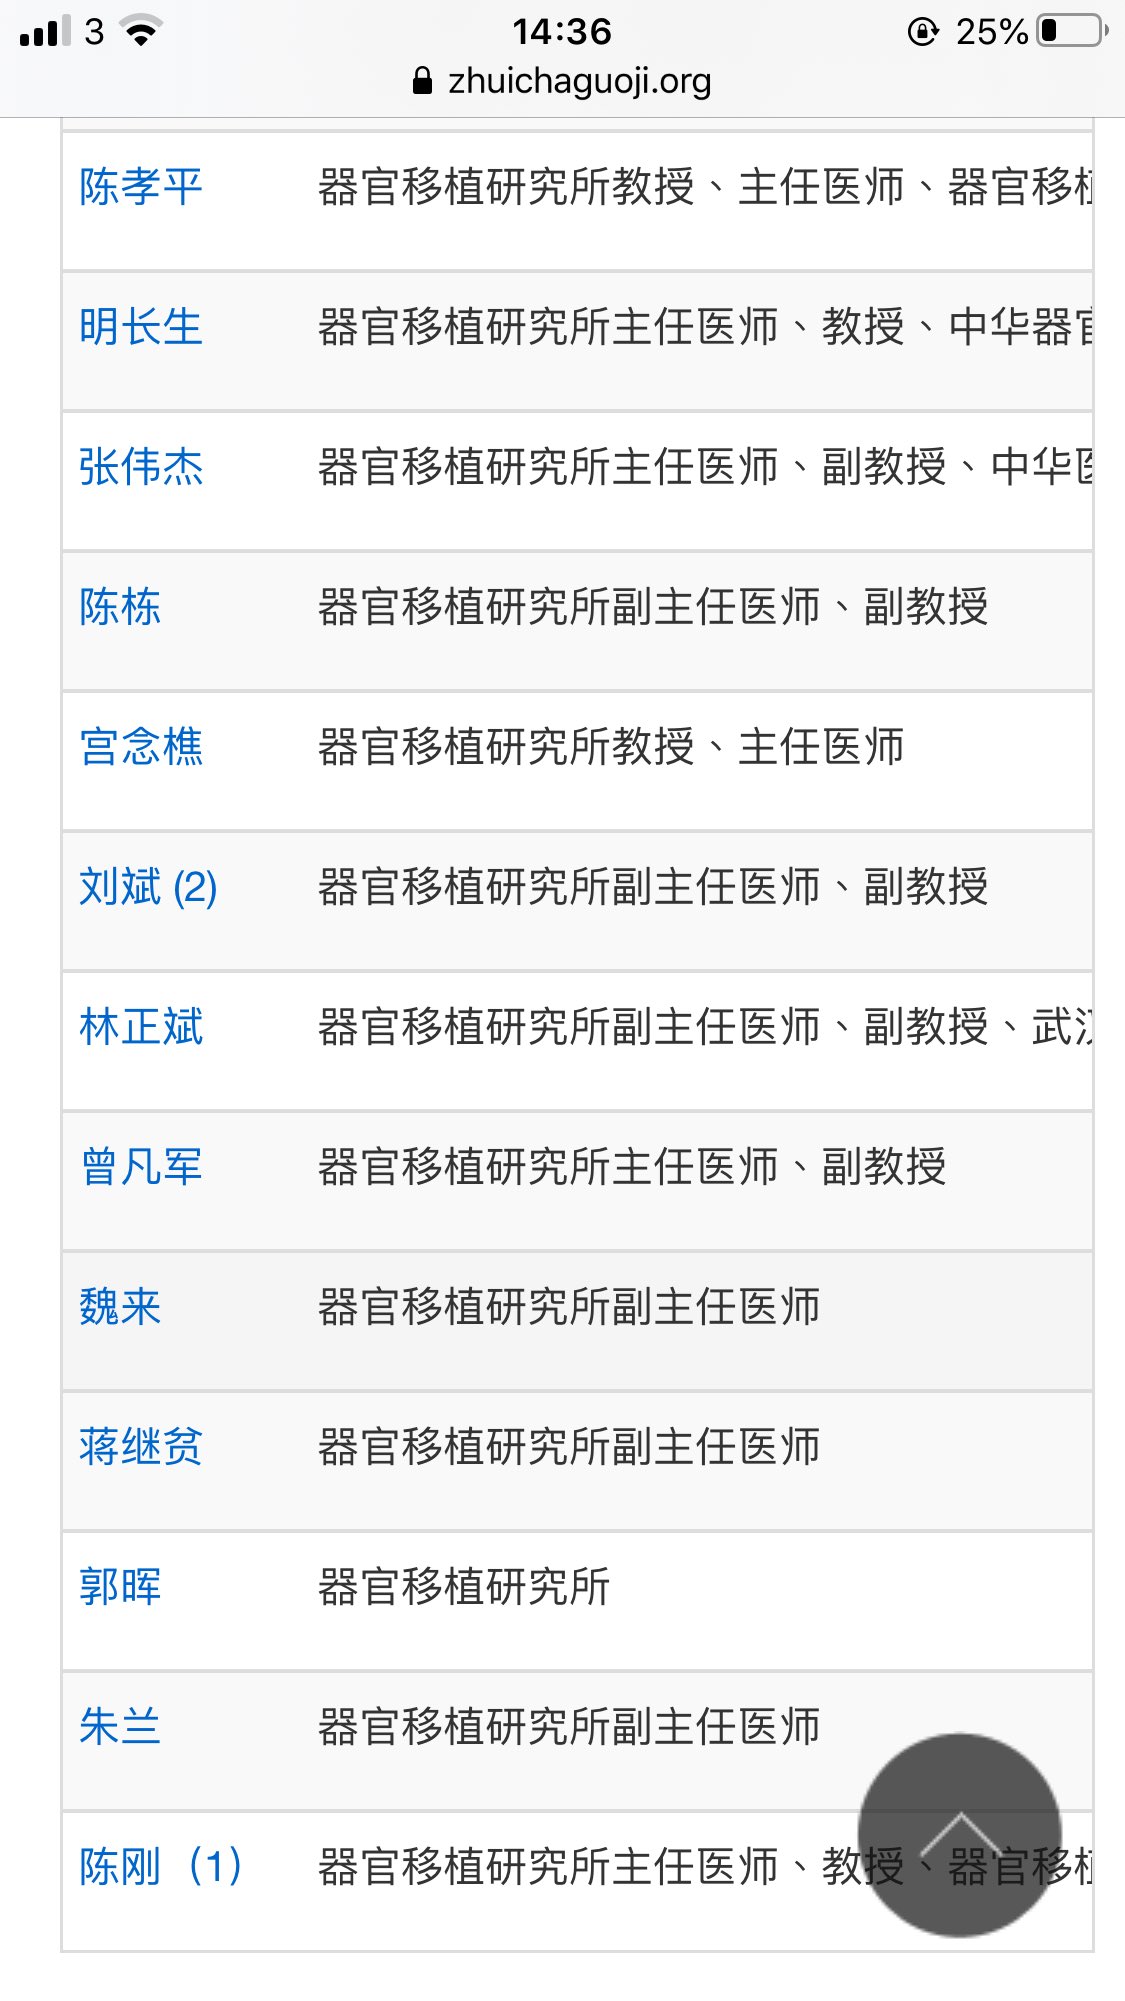 3 14:36 25%
zhuichaguoji.org
陈孝平 器官移植研究所教授、主任医师、器官移植
明长生 器官移植研究所主任医师、教授、中华器官
张伟杰 器官移植研究所主任医师、副教授、中华医
陈栋 器官移植研究所副主任医师、副教授
宫念樵 器官移植研究所教授、主任医师
刘斌 (2) 器官移植研究所副主任医师、副教授
林正斌 器官移植研究所副主任医师、副教授、武汉
曾凡军 器官移植研究所主任医师、副教授
魏来 器官移植研究所副主任医师
蒋继贫 器官移植研究所副主任医师
郭晖 器官移植研究所
朱兰 器官移植研究所副主任医师
陈刚（1） 器官移植研究所主任医师、教授、器官移植